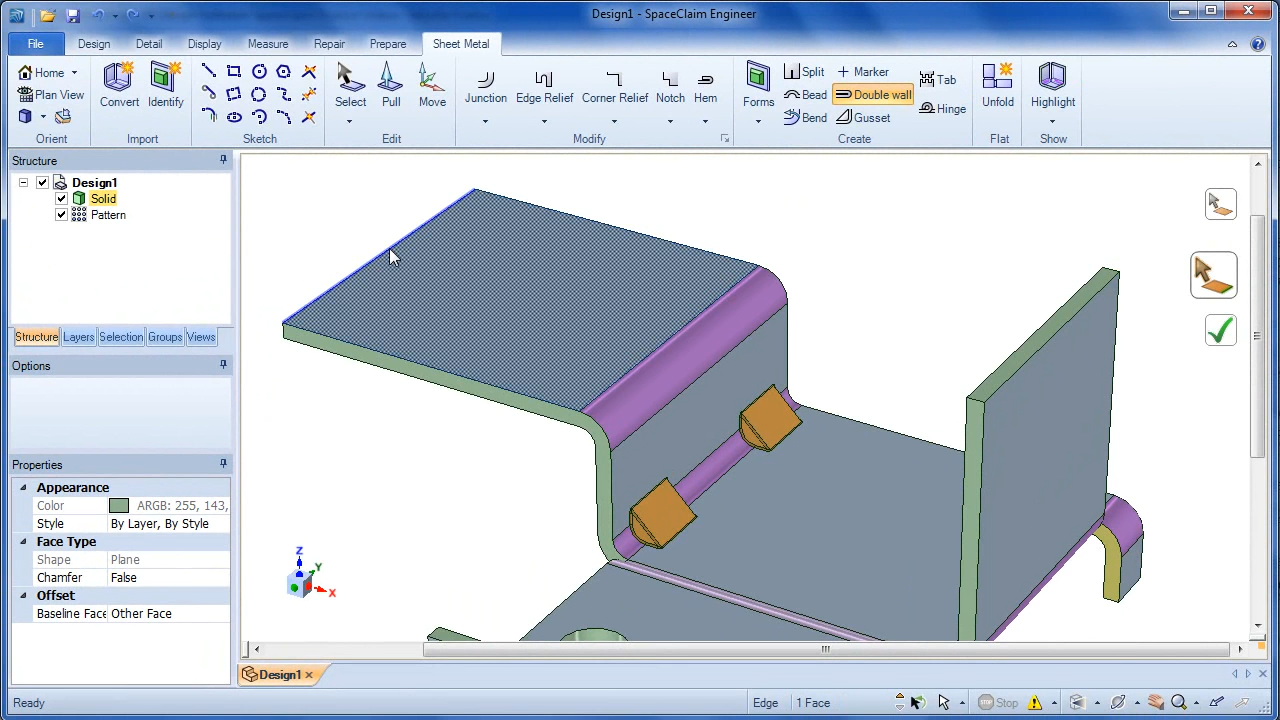 Design1 - SpaceClaim Engineer
File Design Detail Display Measure Repair Prepare Sheet Metal
Home
Plan View
Orient
Convert Identify
Import
Sketch
Select Pull Move
Edit
Junction Edge Relief Corner Relief Notch Hem
Modify
Forms
Split Marker
Bead Double wall
Bend Gusset
Tab
Hinge
Create
Unfold
Flat
Highlight
Show
Structure
Design1
Solid
Pattern
Structure Layers Selection Groups Views
Options
Properties
Appearance
Color ARGB: 255, 143,
Style By Layer, By Style
Face Type
Shape Plane
Chamfer False
Offset
Baseline Face Other Face
Z
Y
X
Design1
Ready
Edge 1 Face
Stop